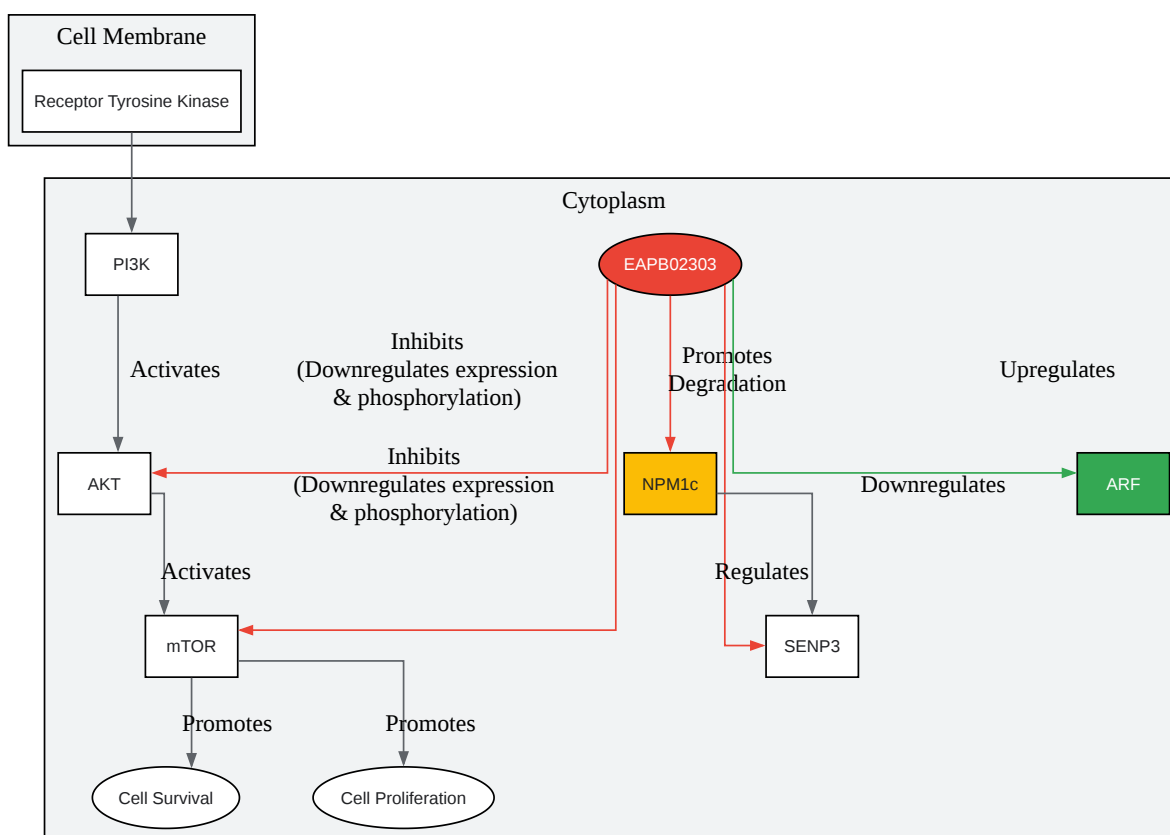 Cell Membrane
Receptor Tyrosine Kinase
Cytoplasm
PI3K
EAPB02303
Activates
Inhibits
(Downregulates expression
& phosphorylation)
Promotes
Degradation
Upregulates
AKT
Inhibits
(Downregulates expression
& phosphorylation)
NPM1c
Downregulates
ARF
Activates
Regulates
mTOR
SENP3
Promotes
Promotes
Cell Survival
Cell Proliferation